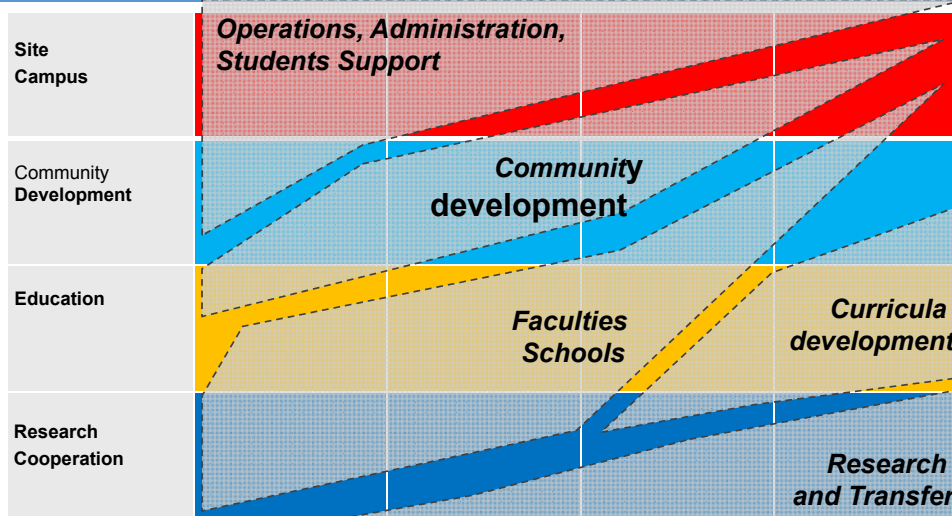 Site
Campus
Operations, Administration,
Students Support
Community
Development
Community
development
Education
Faculties
Schools
Curricula
development
Research
Cooperation
Research
and Transfer